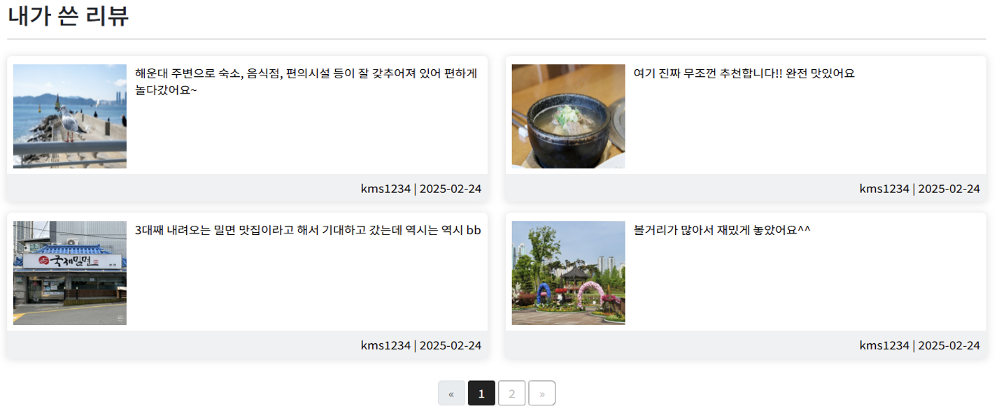 내가 쓴 리뷰
해운대 주변으로 숙소, 음식점, 편의시설 등이 잘 갖추어져 있어 편하게
놀다갔어요~
kms1234 | 2025-02-24
여기 진짜 무조껀 추천합니다!! 완전 맛있어요
kms1234 | 2025-02-24
국제밀면
3대째 내려오는 밀면 맛집이라고 해서 기대하고 갔는데 역시는 역시 bb
kms1234 | 2025-02-24
볼거리가 많아서 재밌게 놓았어요^^
kms1234 | 2025-02-24
« 1 2 »